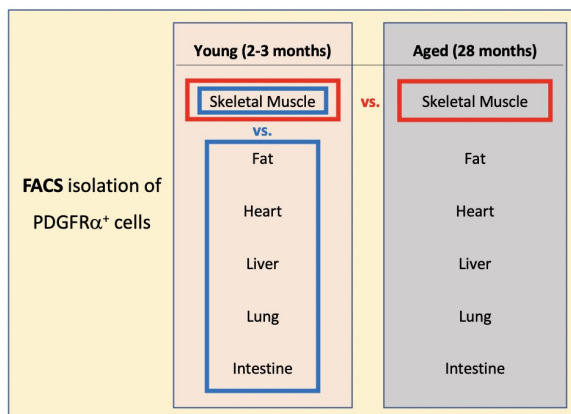 Young (2-3 months) Aged (28 months)
Skeletal Muscle vs. Skeletal Muscle
vs.
Fat Fat
FACS isolation of
PDGFRα⁺ cells
Heart Heart
Liver Liver
Lung Lung
Intestine Intestine